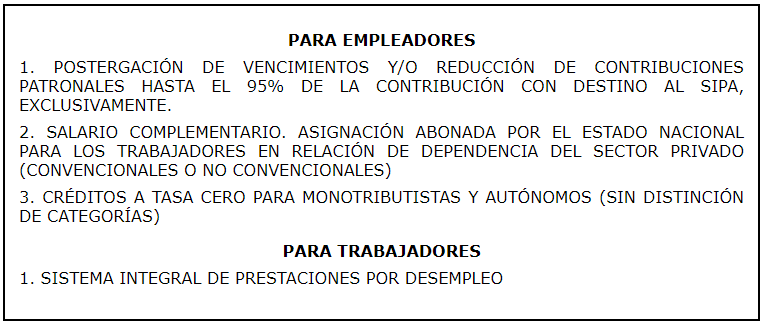 PARA EMPLEADORES
1. POSTERGACIÓN DE VENCIMIENTOS Y/O REDUCCIÓN DE CONTRIBUCIONES
PATRONALES HASTA EL 95% DE LA CONTRIBUCIÓN CON DESTINO AL SIPA,
EXCLUSIVAMENTE.
2. SALARIO COMPLEMENTARIO. ASIGNACIÓN ABONADA POR EL ESTADO NACIONAL
PARA LOS TRABAJADORES EN RELACIÓN DE DEPENDENCIA DEL SECTOR PRIVADO
(CONVENCIONALES O NO CONVENCIONALES)
3. CRÉDITOS A TASA CERO PARA MONOTRIBUTISTAS Y AUTÓNOMOS (SIN DISTINCIÓN
DE CATEGORÍAS)
PARA TRABAJADORES
1. SISTEMA INTEGRAL DE PRESTACIONES POR DESEMPLEO